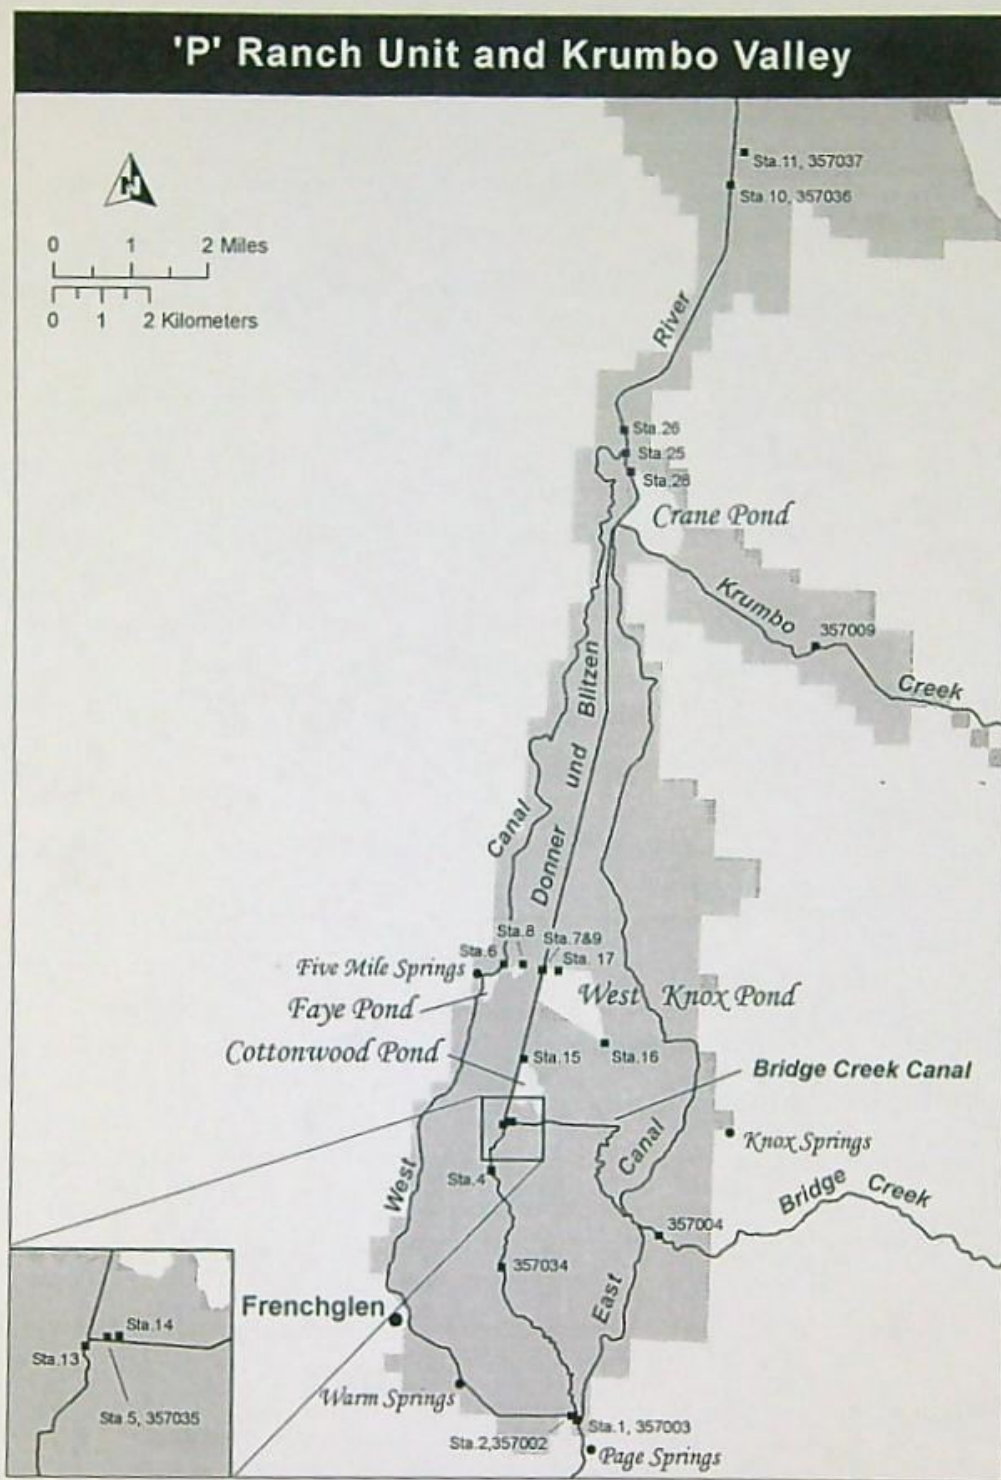 'P' Ranch Unit and Krumbo Valley
N
0 1 2 Miles
0 1 2 Kilometers
Sta.11, 357037
Sta.10, 357036
River
Sta.26
Sta.25
Sta.28
Crane Pond
Krumbo
357009
Creek
Blitzen
und
Donner
Canal
Sta.8
Sta.7&9
Sta.6
Sta. 17
Five Mile Springs
West Knox Pond
Faye Pond
Cottonwood Pond
Sta.15
Sta.16
Bridge Creek Canal
Knox Springs
Canal
West
Sta.4
Bridge Creek
357004
357034
East
Frenchglen
Sta.14
Sta.13
Sta.5, 357035
Warm Springs
Sta.1, 357003
Sta.2,357002
Page Springs